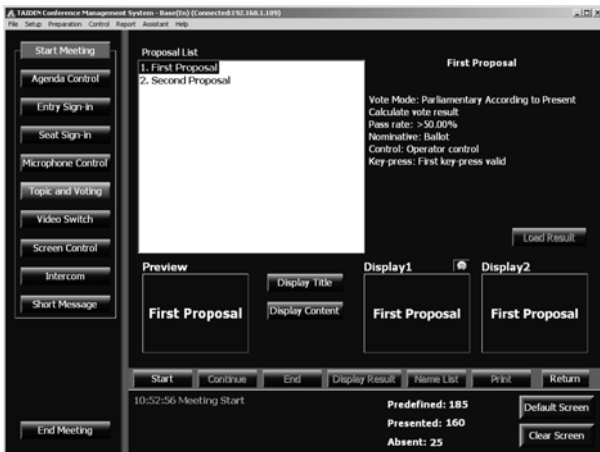 TAIDEN Conference Management System - Base(En) (Connected:192.168.1.109)
File Setup Preparation Control Report Assistant Help
Start Meeting
Agenda Control
Entry Sign-in
Seat Sign-in
Microphone Control
Topic and Voting
Video Switch
Screen Control
Intercom
Short Message
End Meeting
Proposal List
1. First Proposal
2. Second Proposal
First Proposal
Vote Mode: Parliamentary According to Present
Calculate vote result
Pass rate: >50.00%
Nominative: Ballot
Control: Operator control
Key-press: First key-press valid
Load Result
Preview
First Proposal
Display Title
Display Content
Display1
First Proposal
Display2
First Proposal
Start Continue End Display Result Name List Print Return
10:52:56 Meeting Start
Predefined: 185
Presented: 160
Absent: 25
Default Screen
Clear Screen